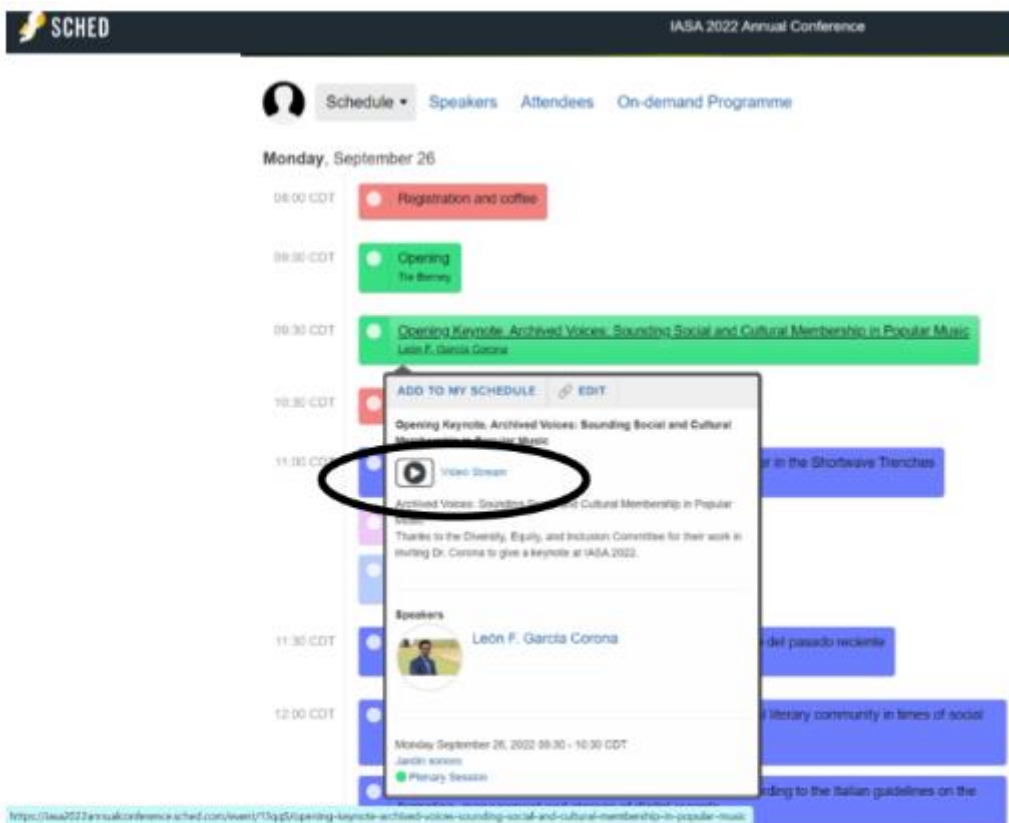 SCHED
IASA 2022 Annual Conference
Schedule
Speakers
Attendees
On-demand Programme
Monday, September 26
08:00 CDT
Registration and coffee
09:00 CDT
Opening
09:30 CDT
Opening Keynote. Archived Voices: Sounding Social and Cultural Membership in Popular Music
León F. García Corona
10:30 CDT
ADD TO MY SCHEDULE
EDIT
Opening Keynote. Archived Voices: Sounding Social and Cultural
Membership in Popular Music
11:00 CDT
Video Stream
in the Shortwave Trenches
Archived Voices: Sounding Social and Cultural Membership in Popular
Music
Thanks to the Diversity, Equity, and Inclusion Committee for their work in
inviting Dr. Corona to give a keynote at IASA 2022.
Speakers
León F. García Corona
11:30 CDT
del pasado reciente
12:00 CDT
literary community in times of social
Monday September 26, 2022 09:30 - 10:30 CDT
Jardín sonoro
Plenary Session
to the Italian guidelines on the